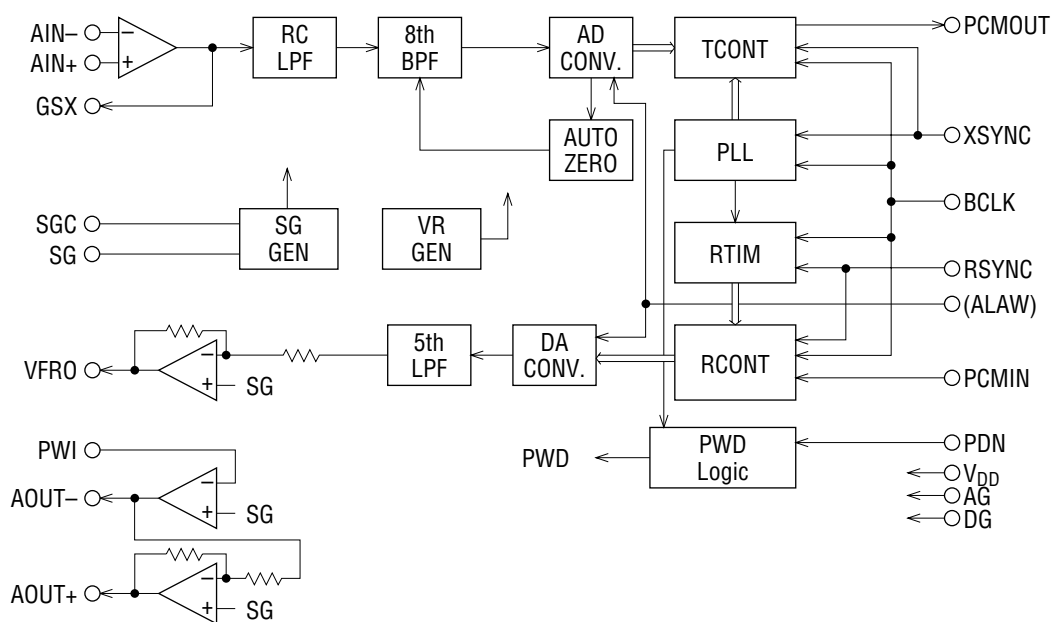 AIN–
AIN+
GSX
–
+
RC
LPF
8th
BPF
AD
CONV.
TCONT
PCMOUT
AUTO
ZERO
PLL
XSYNC
SGC
SG
SG
GEN
VR
GEN
RTIM
BCLK
RSYNC
(ALAW)
VFRO
–
+
SG
5th
LPF
DA
CONV.
RCONT
PCMIN
PWI
AOUT–
–
+
SG
PWD
PWD
Logic
PDN
VDD
AG
DG
AOUT+
–
+
SG